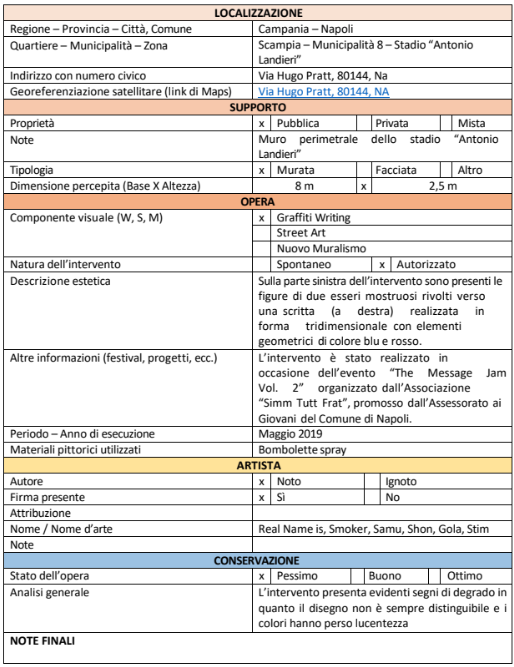 LOCALIZZAZIONE
Regione – Provincia – Città, Comune Campania – Napoli
Quartiere – Municipalità – Zona Scampia – Municipalità 8 – Stadio “Antonio
Landieri”
Indirizzo con numero civico Via Hugo Pratt, 80144, Na
Georeferenziazione satellitare (link di Maps) Via Hugo Pratt, 80144, NA
SUPPORTO
Proprietà x Pubblica Privata Mista
Note Muro perimetrale dello stadio “Antonio
Landieri”
Tipologia x Murata Facciata Altro
Dimensione percepita (Base X Altezza) 8 m x 2,5 m
OPERA
Componente visuale (W, S, M) x Graffiti Writing
Street Art
Nuovo Muralismo
Natura dell’intervento Spontaneo x Autorizzato
Descrizione estetica Sulla parte sinistra dell’intervento sono presenti le
figure di due esseri mostruosi rivolti verso
una scritta (a destra) realizzata in
forma tridimensionale con elementi
geometrici di colore blu e rosso.
Altre informazioni (festival, progetti, ecc.) L’intervento è stato realizzato in
occasione dell’evento “The Message Jam
Vol. 2” organizzato dall’Associazione
“Simm Tutt Frat”, promosso dall’Assessorato ai
Giovani del Comune di Napoli.
Periodo – Anno di esecuzione Maggio 2019
Materiali pittorici utilizzati Bombolette spray
ARTISTA
Autore x Noto Ignoto
Firma presente x Sì No
Attribuzione
Nome / Nome d’arte Real Name is, Smoker, Samu, Shon, Gola, Stim
Note
CONSERVAZIONE
Stato dell’opera x Pessimo Buono Ottimo
Analisi generale L’intervento presenta evidenti segni di degrado in
quanto il disegno non è sempre distinguibile e i
colori hanno perso lucentezza
NOTE FINALI